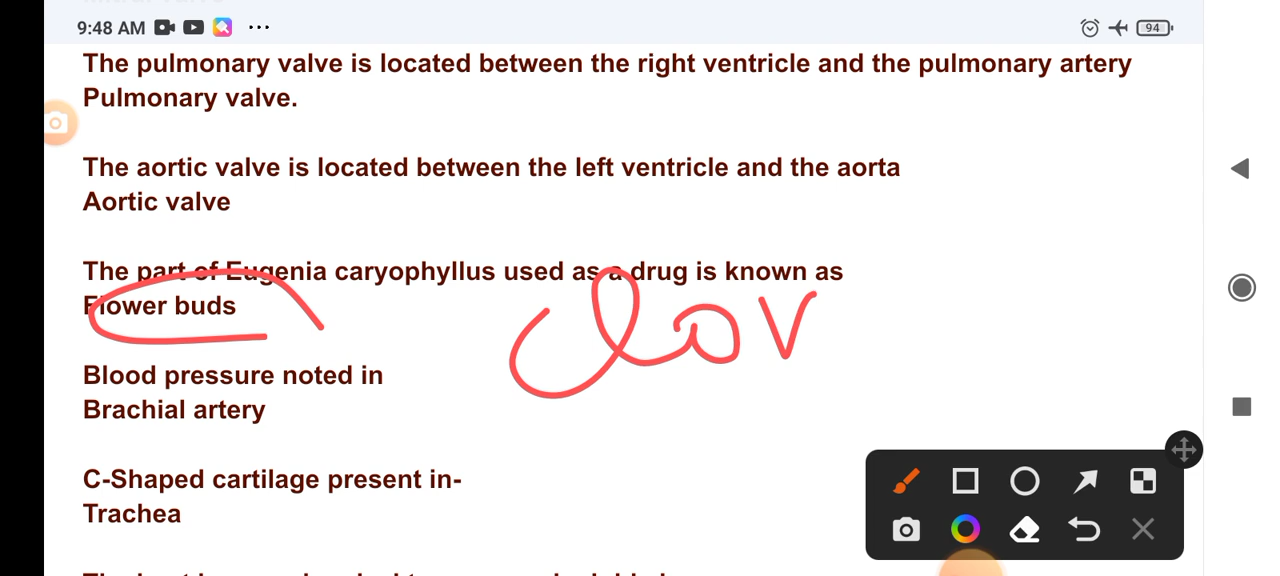 9:48 AM ... 94
The pulmonary valve is located between the right ventricle and the pulmonary artery
Pulmonary valve.
The aortic valve is located between the left ventricle and the aorta
Aortic valve
The part of Eugenia caryophyllus used as a drug is known as
Flower buds
Clov
Blood pressure noted in
Brachial artery
C-Shaped cartilage present in-
Trachea